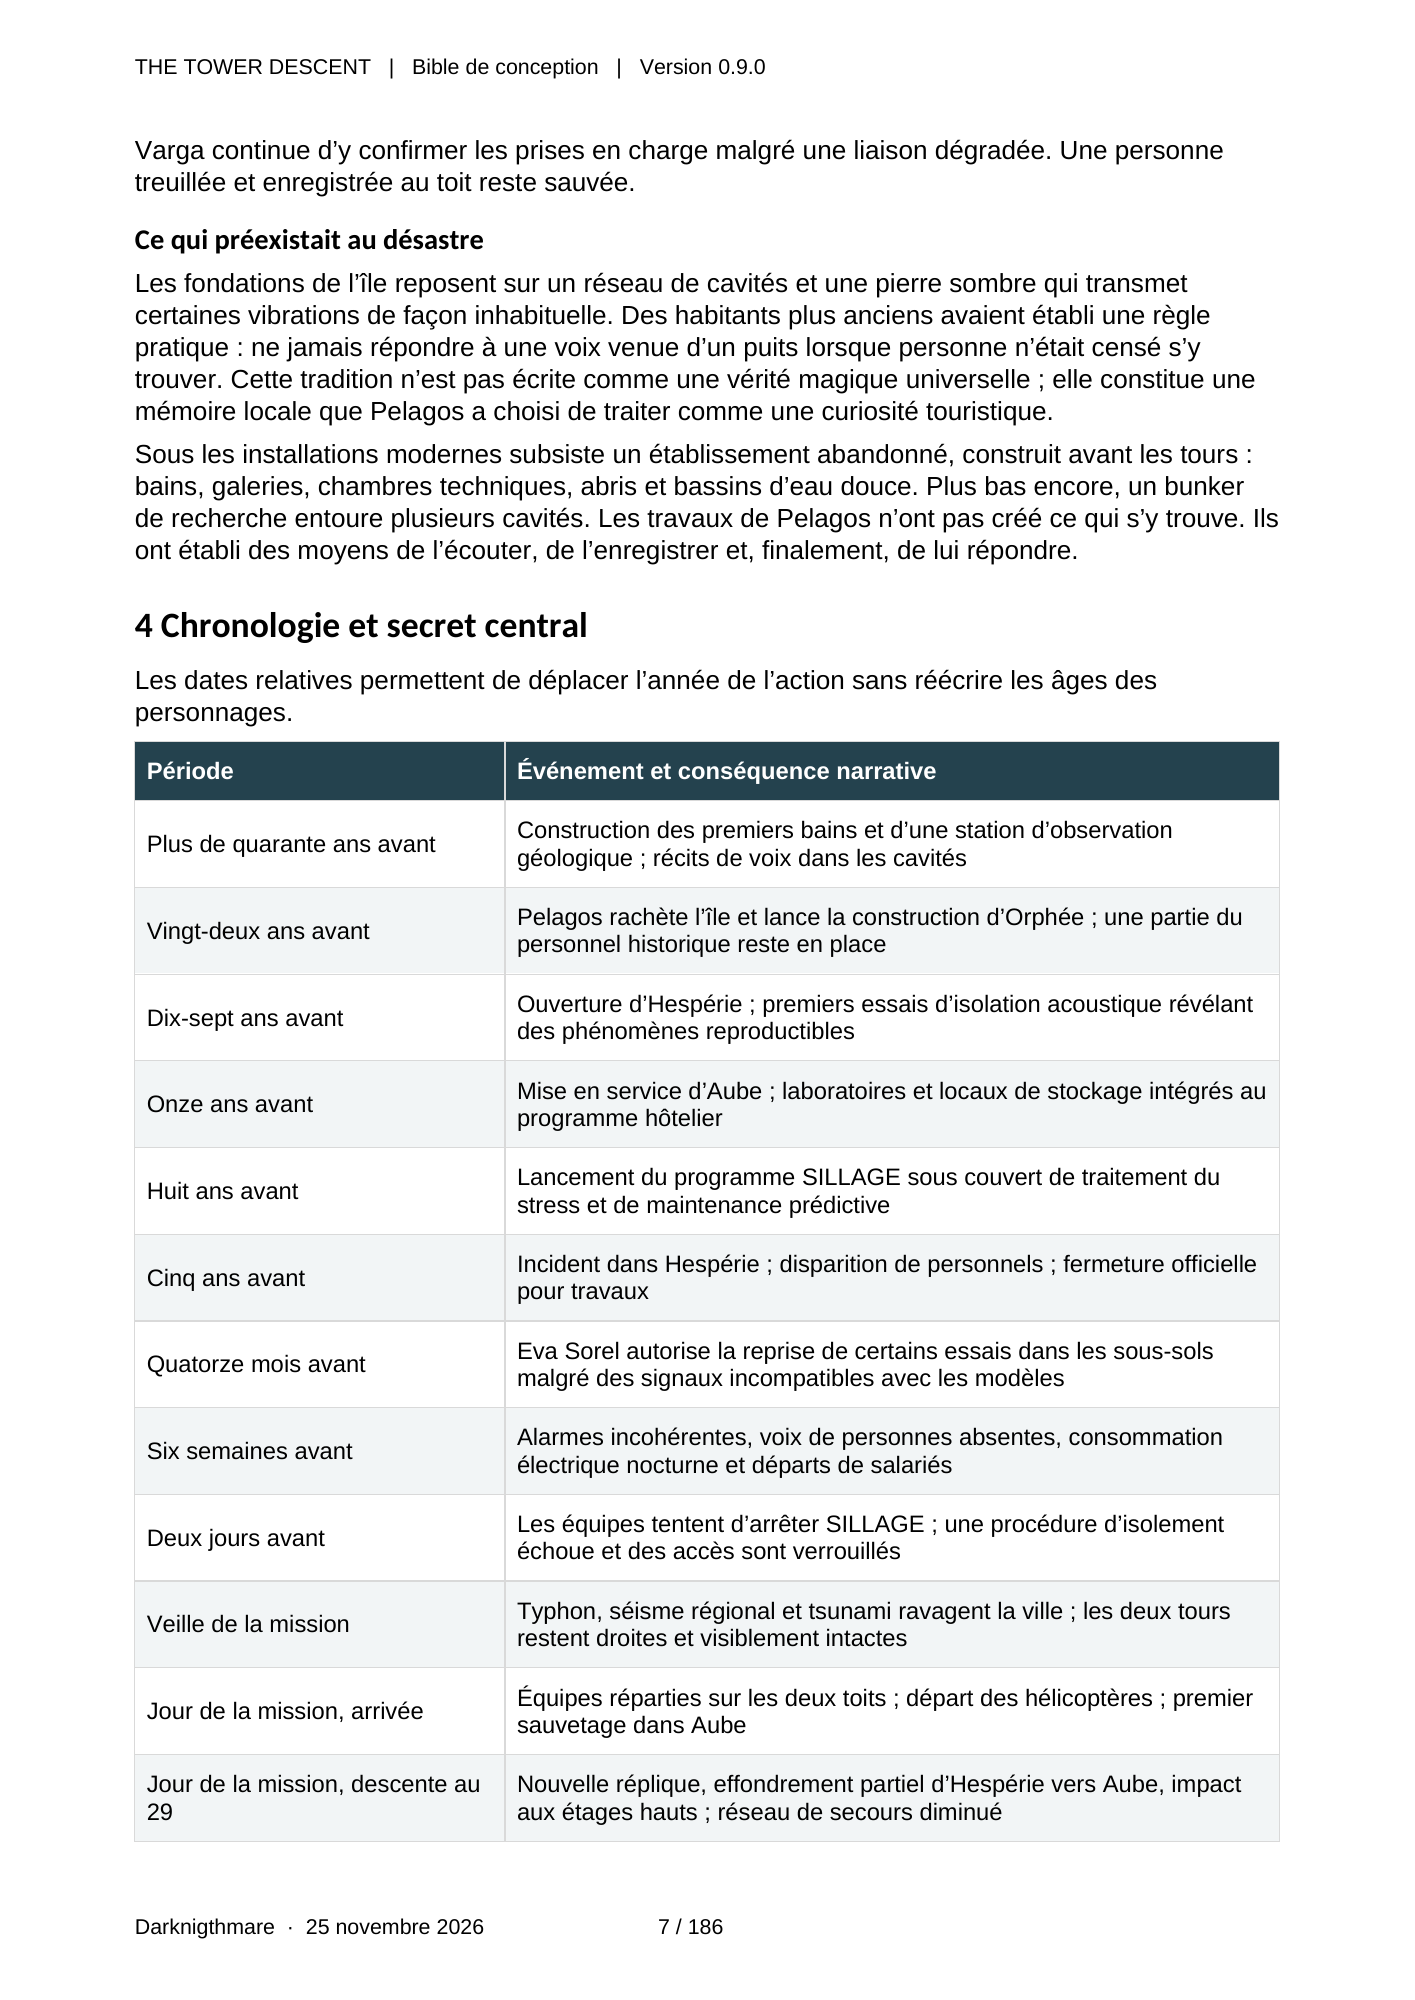 THE TOWER DESCENT | Bible de conception | Version 0.9.0
Varga continue d’y confirmer les prises en charge malgré une liaison dégradée. Une personne
treuillée et enregistrée au toit reste sauvée.
Ce qui préexistait au désastre
Les fondations de l’île reposent sur un réseau de cavités et une pierre sombre qui transmet
certaines vibrations de façon inhabituelle. Des habitants plus anciens avaient établi une règle
pratique : ne jamais répondre à une voix venue d’un puits lorsque personne n’était censé s’y
trouver. Cette tradition n’est pas écrite comme une vérité magique universelle ; elle constitue une
mémoire locale que Pelagos a choisi de traiter comme une curiosité touristique.
Sous les installations modernes subsiste un établissement abandonné, construit avant les tours :
bains, galeries, chambres techniques, abris et bassins d’eau douce. Plus bas encore, un bunker
de recherche entoure plusieurs cavités. Les travaux de Pelagos n’ont pas créé ce qui s’y trouve. Ils
ont établi des moyens de l’écouter, de l’enregistrer et, finalement, de lui répondre.
4 Chronologie et secret central
Les dates relatives permettent de déplacer l’année de l’action sans réécrire les âges des
personnages.
Période
Événement et conséquence narrative
Plus de quarante ans avant
Construction des premiers bains et d’une station d’observation
géologique ; récits de voix dans les cavités
Vingt-deux ans avant
Pelagos rachète l’île et lance la construction d’Orphée ; une partie du
personnel historique reste en place
Dix-sept ans avant
Ouverture d’Hespérie ; premiers essais d’isolation acoustique révélant
des phénomènes reproductibles
Onze ans avant
Mise en service d’Aube ; laboratoires et locaux de stockage intégrés au
programme hôtelier
Huit ans avant
Lancement du programme SILLAGE sous couvert de traitement du
stress et de maintenance prédictive
Cinq ans avant
Incident dans Hespérie ; disparition de personnels ; fermeture officielle
pour travaux
Quatorze mois avant
Eva Sorel autorise la reprise de certains essais dans les sous-sols
malgré des signaux incompatibles avec les modèles
Six semaines avant
Alarmes incohérentes, voix de personnes absentes, consommation
électrique nocturne et départs de salariés
Deux jours avant
Les équipes tentent d’arrêter SILLAGE ; une procédure d’isolement
échoue et des accès sont verrouillés
Veille de la mission
Typhon, séisme régional et tsunami ravagent la ville ; les deux tours
restent droites et visiblement intactes
Jour de la mission, arrivée
Équipes réparties sur les deux toits ; départ des hélicoptères ; premier
sauvetage dans Aube
Jour de la mission, descente au
29
Nouvelle réplique, effondrement partiel d’Hespérie vers Aube, impact
aux étages hauts ; réseau de secours diminué
Darknigthmare · 25 novembre 2026
7 / 186